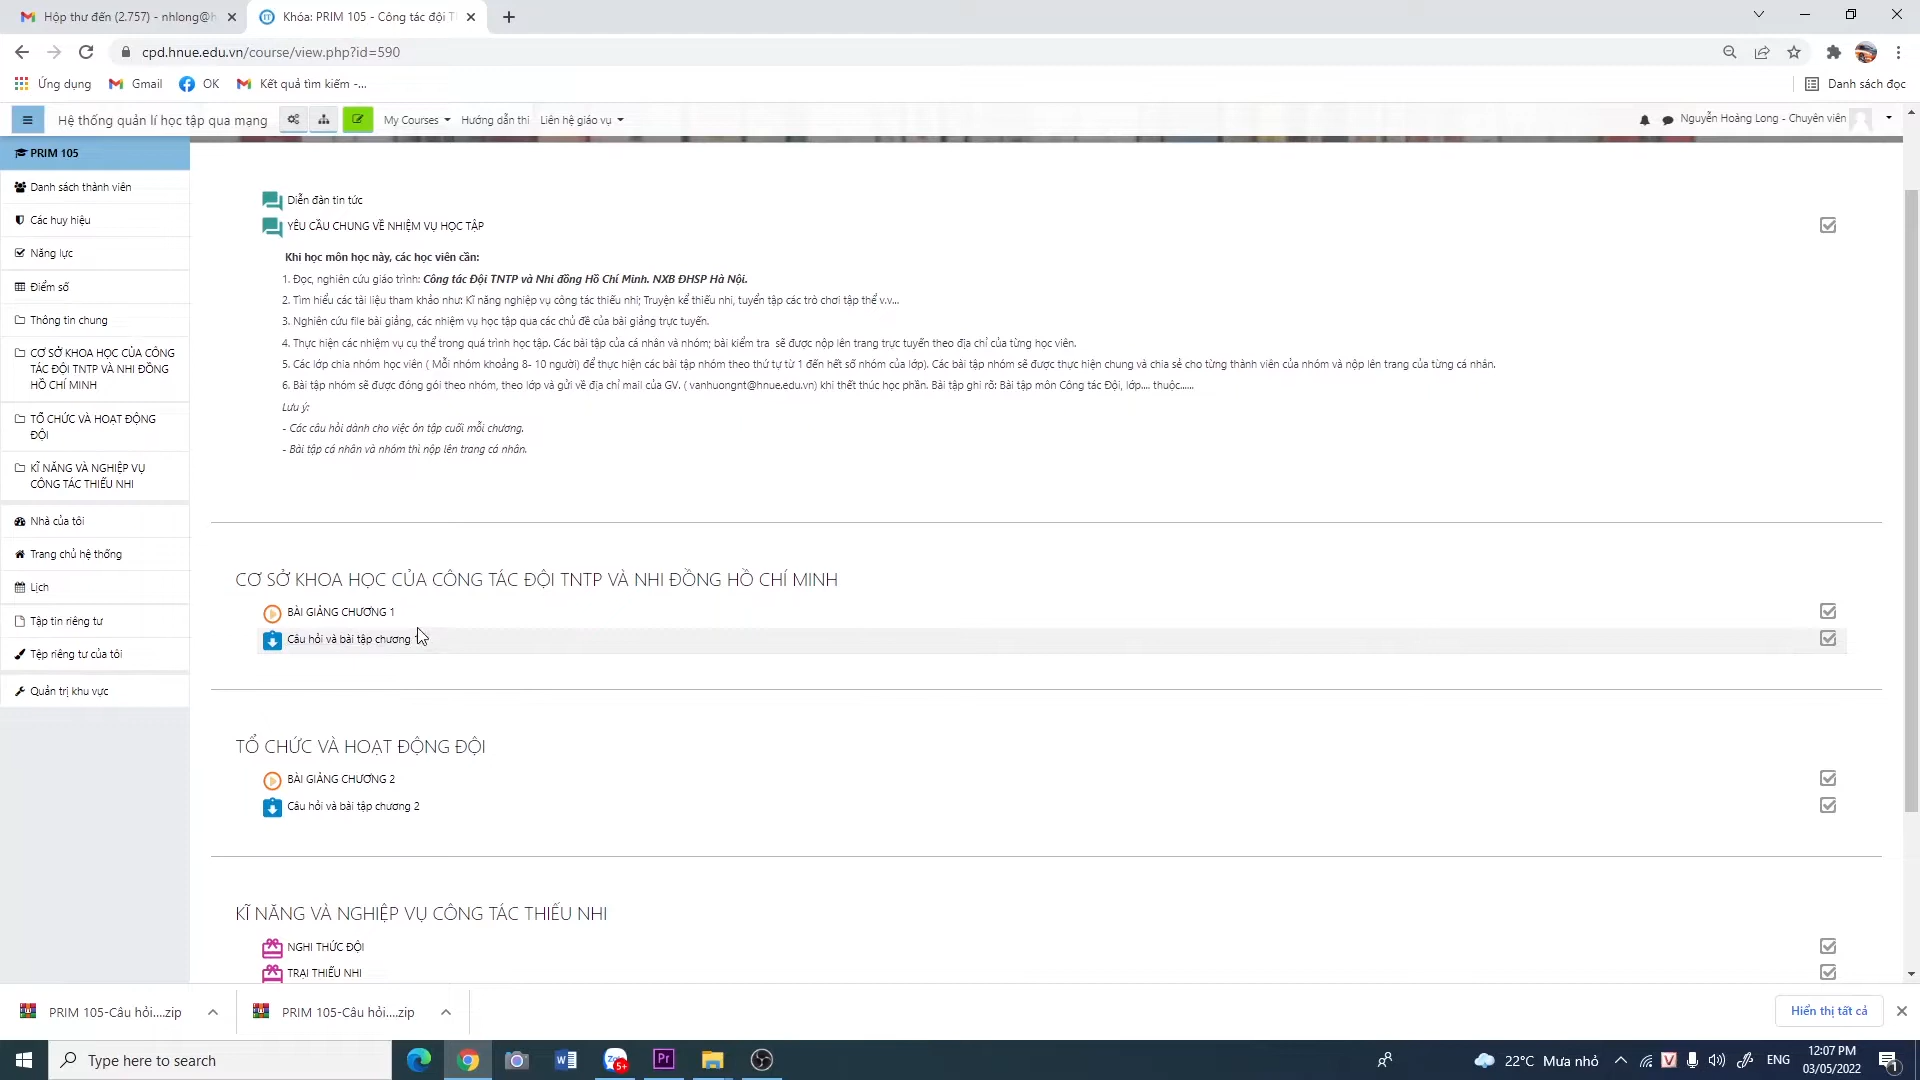 Hộp thư đến (2.757) - nhlong@h
Khóa: PRIM 105 - Công tác đội T
cpd.hnue.edu.vn/course/view.php?id=590
Ứng dụng
Gmail
OK
Kết quả tìm kiếm -...
Danh sách đọc
Hệ thống quản lí học tập qua mạng
My Courses
Hướng dẫn thi
Liên hệ giáo vụ
Nguyễn Hoàng Long - Chuyên viên
PRIM 105
Danh sách thành viên
Các huy hiệu
Năng lực
Điểm số
Thông tin chung
CƠ SỞ KHOA HỌC CỦA CÔNG
TÁC ĐỘI TNTP VÀ NHI ĐỒNG
HỒ CHÍ MINH
TỔ CHỨC VÀ HOẠT ĐỘNG
ĐỘI
KĨ NĂNG VÀ NGHIỆP VỤ
CÔNG TÁC THIẾU NHI
Nhà của tôi
Trang chủ hệ thống
Lịch
Tập tin riêng tư
Tệp riêng tư của tôi
Quản trị khu vực
Diễn đàn tin tức
YÊU CẦU CHUNG VỀ NHIỆM VỤ HỌC TẬP
Khi học môn học này, các học viên cần:
1. Đọc, nghiên cứu giáo trình: Công tác Đội TNTP và Nhi đồng Hồ Chí Minh. NXB ĐHSP Hà Nội.
2. Tìm hiểu các tài liệu tham khảo như: Kĩ năng nghiệp vụ công tác thiếu nhi; Truyện kể thiếu nhi, tuyển tập các trò chơi tập thể v.v...
3. Nghiên cứu file bài giảng, các nhiệm vụ học tập qua các chủ đề của bài giảng trực tuyến.
4. Thực hiện các nhiệm vụ cụ thể trong quá trình học tập. Các bài tập của cá nhân và nhóm; bài kiểm tra sẽ được nộp lên trang trực tuyến theo địa chỉ của từng học viên.
5. Các lớp chia nhóm học viên ( Mỗi nhóm khoảng 8- 10 người) để thực hiện các bài tập nhóm theo thứ tự từ 1 đến hết số nhóm của lớp). Các bài tập nhóm sẽ được thực hiện chung và chia sẻ cho từng thành viên của nhóm và nộp lên trang của từng cá nhân.
6. Bài tập nhóm sẽ được đóng gói theo nhóm, theo lớp và gửi về địa chỉ mail của GV. ( vanhuongnt@hnue.edu.vn) khi thết thúc học phần. Bài tập ghi rõ: Bài tập môn Công tác Đội, lớp.... thuộc......
Lưu ý:
- Các câu hỏi dành cho việc ôn tập cuối mỗi chương.
- Bài tập cá nhân và nhóm thì nộp lên trang cá nhân.
CƠ SỞ KHOA HỌC CỦA CÔNG TÁC ĐỘI TNTP VÀ NHI ĐỒNG HỒ CHÍ MINH
BÀI GIẢNG CHƯƠNG 1
Câu hỏi và bài tập chương
TỔ CHỨC VÀ HOẠT ĐỘNG ĐỘI
BÀI GIẢNG CHƯƠNG 2
Câu hỏi và bài tập chương 2
KĨ NĂNG VÀ NGHIỆP VỤ CÔNG TÁC THIẾU NHI
NGHI THỨC ĐỘI
TRẠI THIẾU NHI
PRIM 105-Câu hỏi....zip
PRIM 105-Câu hỏi....zip
Hiển thị tất cả
Type here to search
22°C Mưa nhỏ
ENG
12:07 PM
03/05/2022